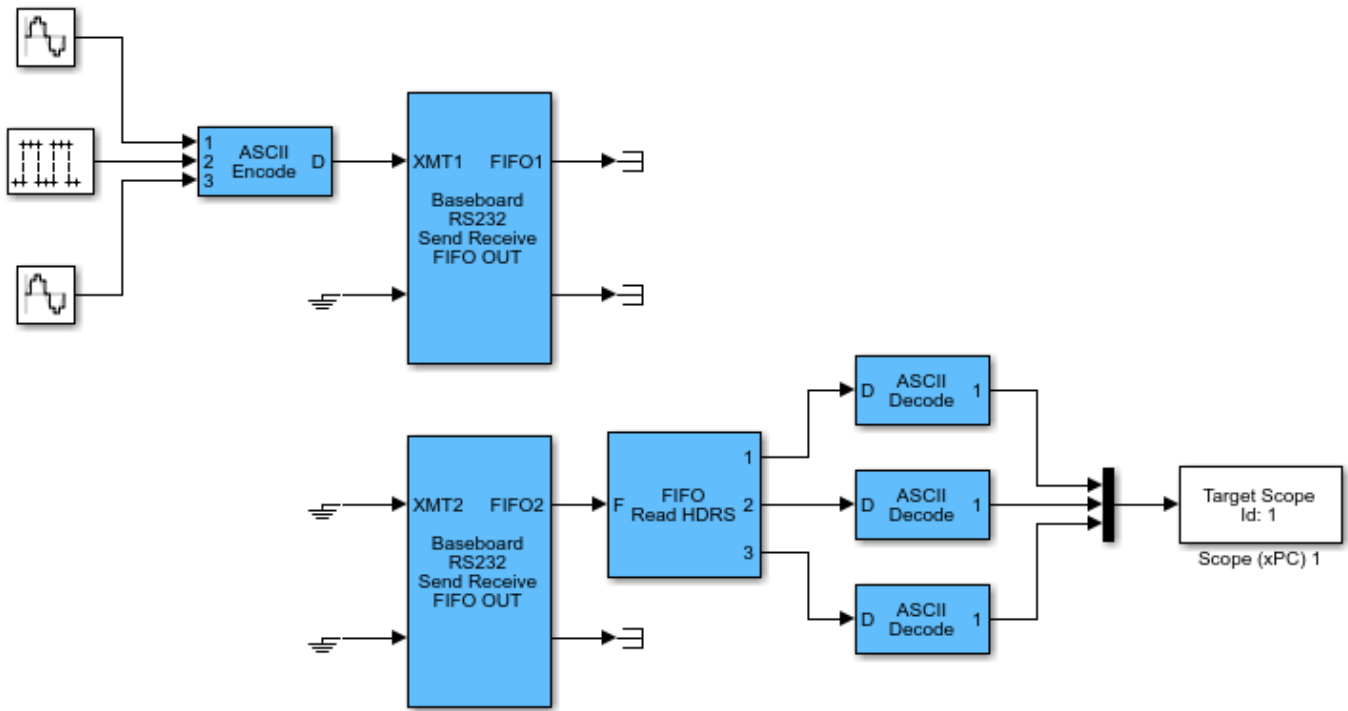 1
2
3
ASCII
Encode
D
XMT1
FIFO1
Baseboard
RS232
Send Receive
FIFO OUT
XMT2
FIFO2
Baseboard
RS232
Send Receive
FIFO OUT
F
FIFO
Read HDRS
1
2
3
D
ASCII
Decode
1
D
ASCII
Decode
1
D
ASCII
Decode
1
Target Scope
Id: 1
Scope (xPC) 1